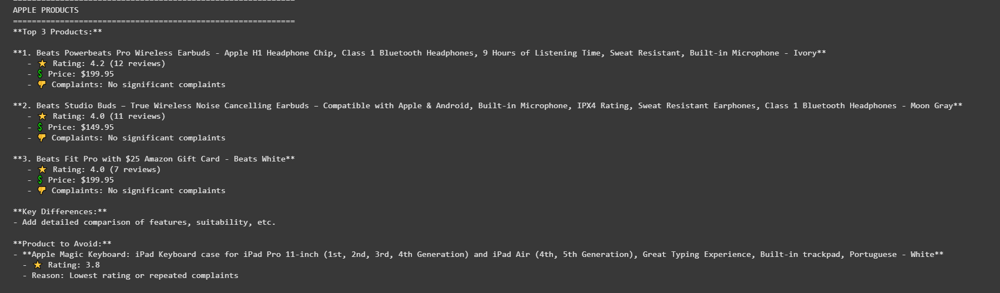 ============================================================
APPLE PRODUCTS
============================================================
**Top 3 Products:**
**1. Beats Powerbeats Pro Wireless Earbuds - Apple H1 Headphone Chip, Class 1 Bluetooth Headphones, 9 Hours of Listening Time, Sweat Resistant, Built-in Microphone - Ivory**
- ⭐ Rating: 4.2 (12 reviews)
- 💲 Price: $199.95
- 👎 Complaints: No significant complaints
**2. Beats Studio Buds – True Wireless Noise Cancelling Earbuds – Compatible with Apple & Android, Built-in Microphone, IPX4 Rating, Sweat Resistant Earphones, Class 1 Bluetooth Headphones - Moon Gray**
- ⭐ Rating: 4.0 (11 reviews)
- 💲 Price: $149.95
- 👎 Complaints: No significant complaints
**3. Beats Fit Pro with $25 Amazon Gift Card - Beats White**
- ⭐ Rating: 4.0 (7 reviews)
- 💲 Price: $199.95
- 👎 Complaints: No significant complaints
**Key Differences:**
- Add detailed comparison of features, suitability, etc.
**Product to Avoid:**
- **Apple Magic Keyboard: iPad Keyboard case for iPad Pro 11-inch (1st, 2nd, 3rd, 4th Generation) and iPad Air (4th, 5th Generation), Great Typing Experience, Built-in trackpad, Portuguese - White**
- ⭐ Rating: 3.8
- Reason: Lowest rating or repeated complaints